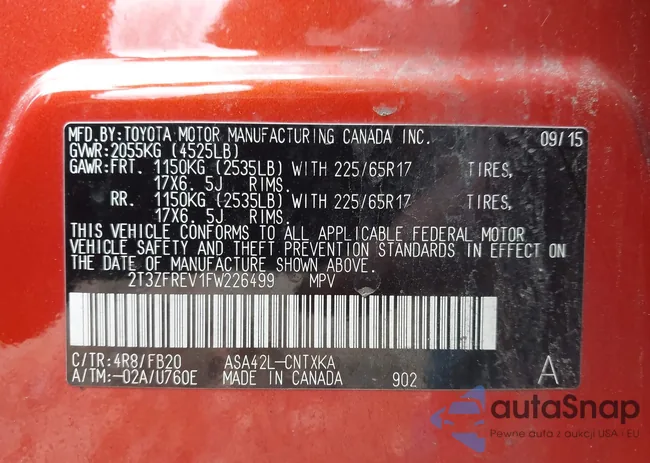 MFD.BY:TOYOTA MOTOR MANUFACTURING CANADA INC. 09/15
GVWR:2055KG (4525LB)
GAWR:FRT. 1150KG (2535LB) WITH 225/65R17 TIRES,
17X6. 5J RIMS.
RR. 1150KG (2535LB) WITH 225/65R17 TIRES,
17X6. 5J RIMS.
THIS VEHICLE CONFORMS TO ALL APPLICABLE FEDERAL MOTOR
VEHICLE SAFETY AND THEFT PREVENTION STANDARDS IN EFFECT ON
THE DATE OF MANUFACTURE SHOWN ABOVE.
2T3ZFREV1FW226499 MPV
C/TR:4R8/FB20 ASA42L-CNTXKA
A/TM:-02A/U760E MADE IN CANADA 902 A
autaSnap
Pewne auta z aukcji USA i EU